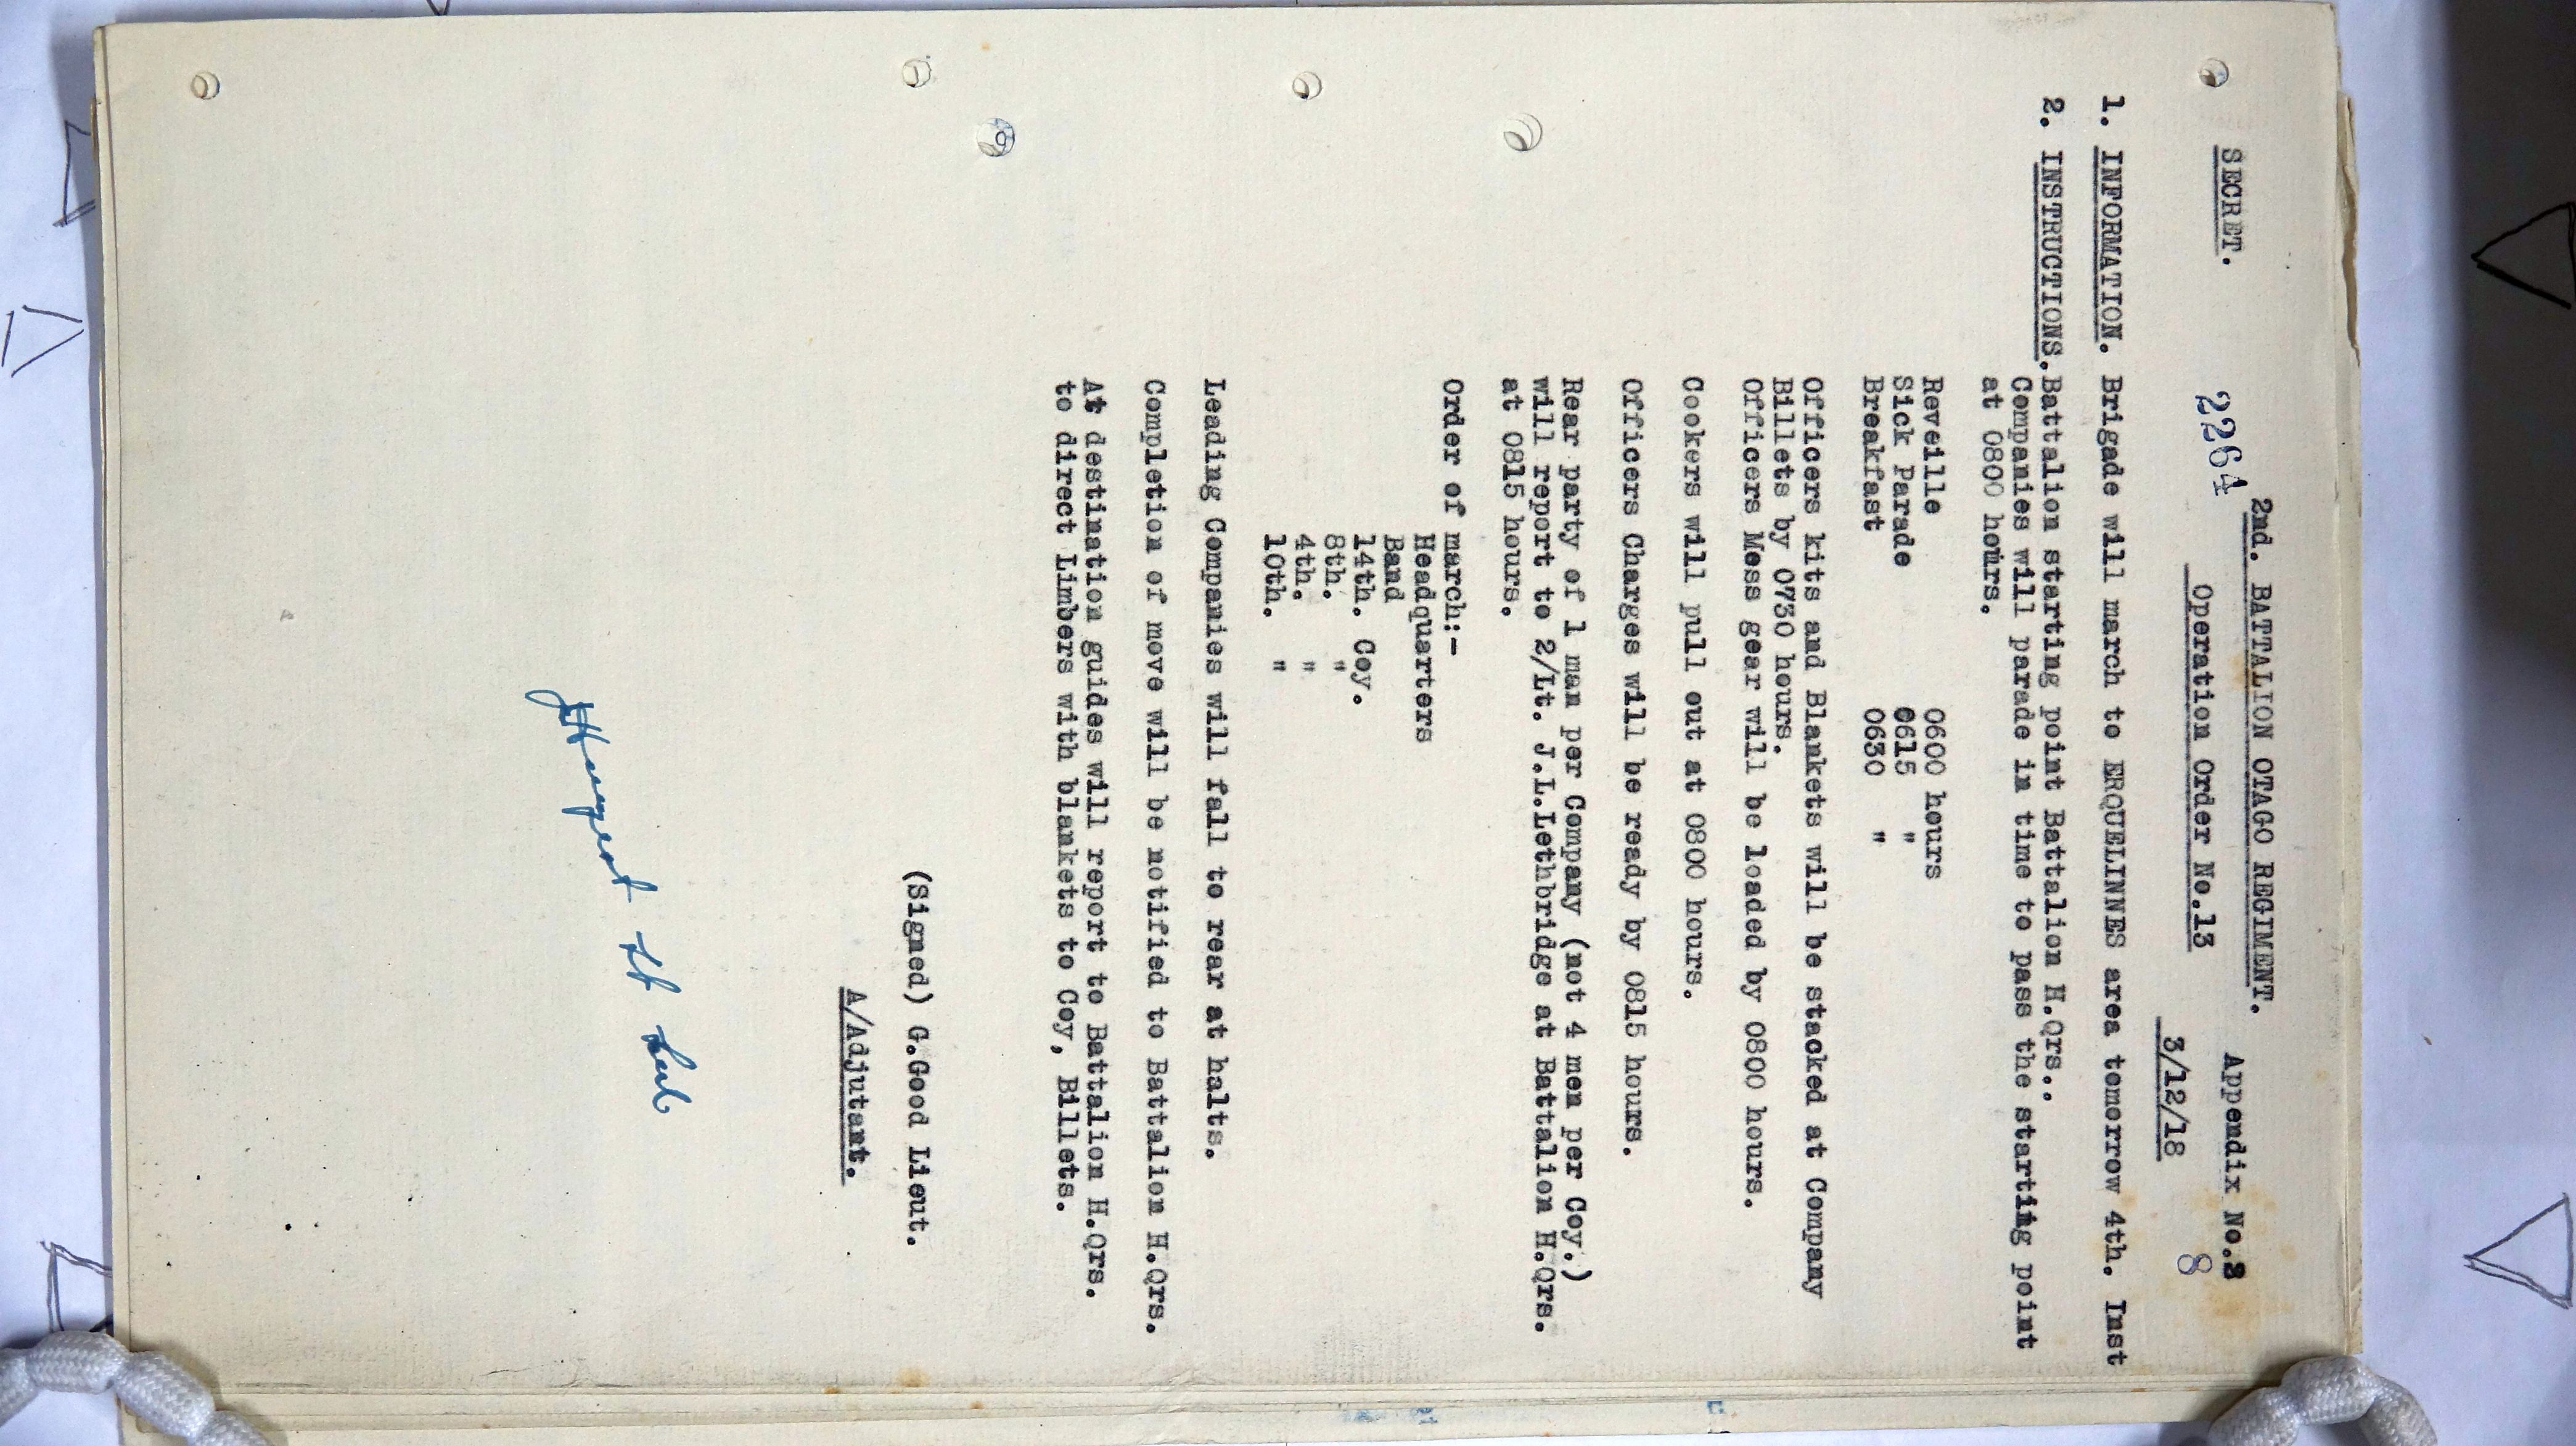 SECRET.
2nd. BATTALION OTAGO REGIMENT. Appendix No.8
2264
Operation Order No.13
8
3/12/18
1. INFORMATION. Brigade will march to ERQUELINNES area tomorrow 4th. Inst
2. INSTRUCTIONS.Battalion starting point Battalion H.Qrs..
Companies will parade in time to pass the starting point
at 0800 hours.
Reveille 0600 hours
Sick Parade 0615 "
Breakfast 0630 "
Officers kits and Blankets will be stacked at Company
Billets by 0730 hours.
Officers Mess gear will be loaded by 0800 hours.
Cookers will pull out at 0800 hours.
Officers Charges will be ready by 0815 hours.
Rear party of 1 man per Company (not 4 men per Coy.)
will report to 2/Lt. J.L.Lethbridge at Battalion H.Qrs.
at 0815 hours.
Order of march:-
Headquarters
Band
14th. Coy.
8th. "
4th. "
10th. "
Leading Companies will fall to rear at halts.
Completion of move will be notified to Battalion H.Qrs.
At destination guides will report to Battalion H.Qrs.
to direct Limbers with blankets to Coy, Billets.
(Signed) G.Good Lieut.
A/Adjutant.
JHargest Lt